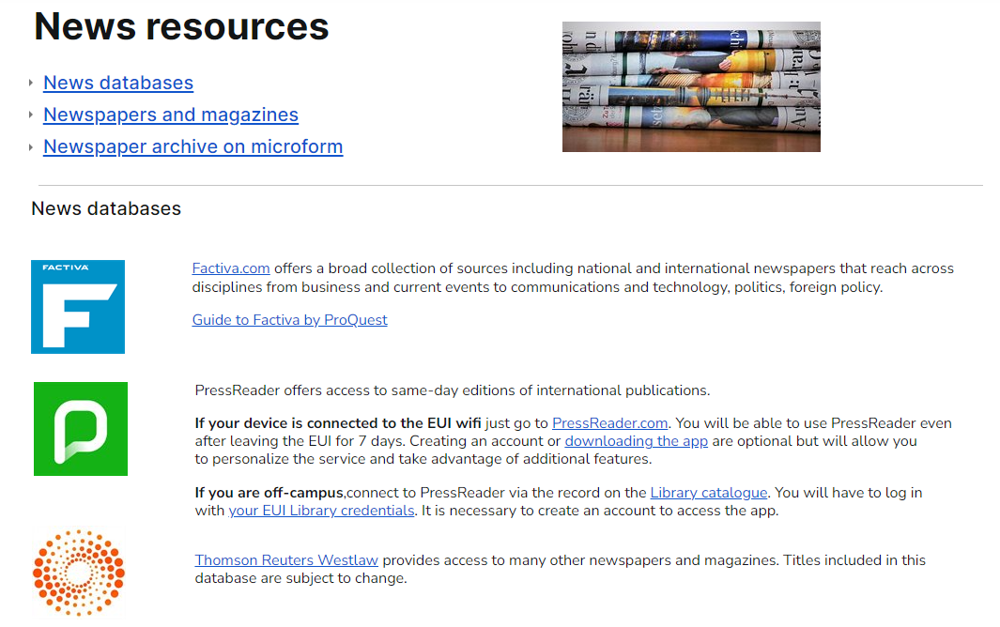 News resources
News databases
Newspapers and magazines
Newspaper archive on microform
News databases
FACTIVA
Factiva.com offers a broad collection of sources including national and international newspapers that reach across
disciplines from business and current events to communications and technology, politics, foreign policy.
Guide to Factiva by ProQuest
PressReader offers access to same-day editions of international publications.
If your device is connected to the EUI wifi just go to PressReader.com. You will be able to use PressReader even
after leaving the EUI for 7 days. Creating an account or downloading the app are optional but will allow you
to personalize the service and take advantage of additional features.
If you are off-campus,connect to PressReader via the record on the Library catalogue. You will have to log in
with your EUI Library credentials. It is necessary to create an account to access the app.
Thomson Reuters Westlaw provides access to many other newspapers and magazines. Titles included in this
database are subject to change.